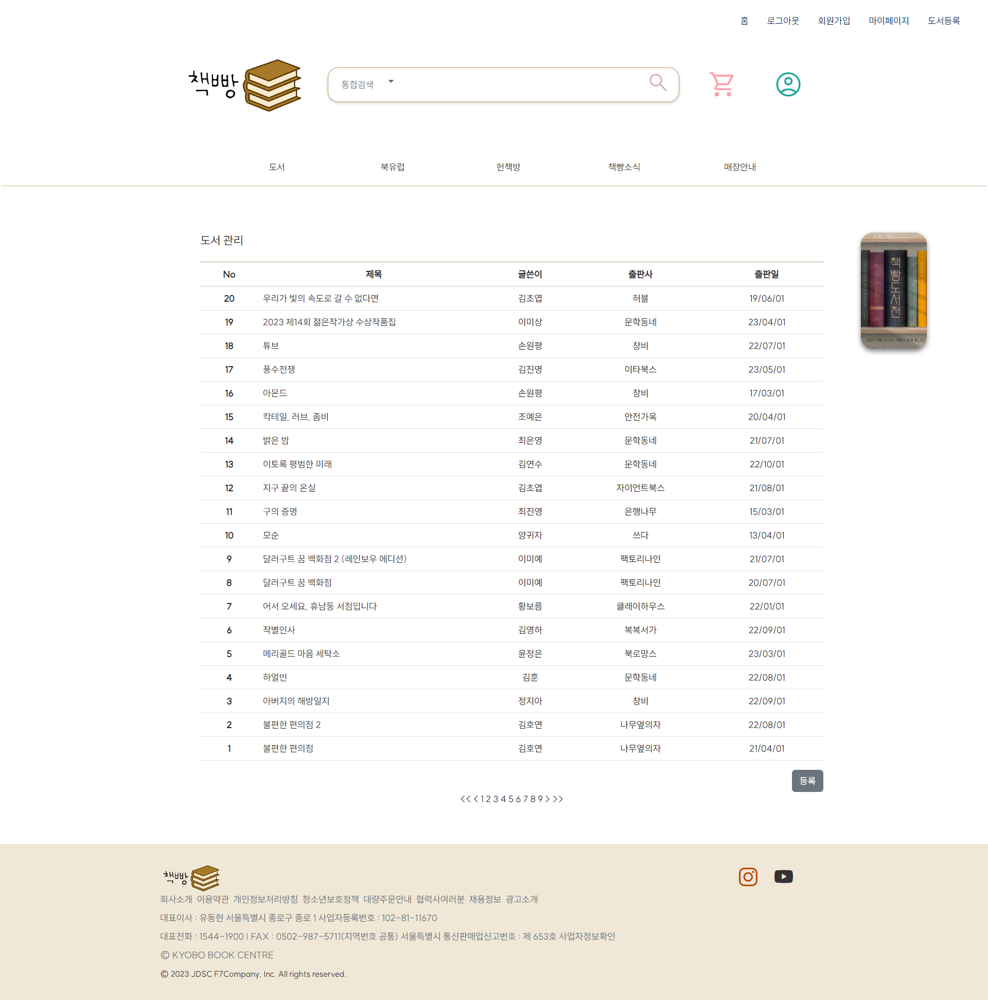 홈 로그아웃 회원가입 마이페이지 도서등록
책빵
통합검색
도서 북유럽 헌책방 책빵소식 매장안내
도서 관리
No 제목 글쓴이 출판사 출판일
20 우리가 빛의 속도로 갈 수 없다면 김초엽 허블 19/06/01
19 2023 제14회 젊은작가상 수상작품집 이미상 문학동네 23/04/01
18 튜브 손원평 창비 22/07/01
17 풍수전쟁 김진명 이타북스 23/05/01
16 아몬드 손원평 창비 17/03/01
15 칵테일, 러브, 좀비 조예은 안전가옥 20/04/01
14 밝은 밤 최은영 문학동네 21/07/01
13 이토록 평범한 미래 김연수 문학동네 22/10/01
12 지구 끝의 온실 김초엽 자이언트북스 21/08/01
11 구의 증명 최진영 은행나무 15/03/01
10 모순 양귀자 쓰다 13/04/01
9 달러구트 꿈 백화점 2 (레인보우 에디션) 이미예 팩토리나인 21/07/01
8 달러구트 꿈 백화점 이미예 팩토리나인 20/07/01
7 어서 오세요, 휴남동 서점입니다 황보름 클레이하우스 22/01/01
6 작별인사 김영하 복복서가 22/09/01
5 메리골드 마음 세탁소 윤정은 북로망스 23/03/01
4 하얼빈 김훈 문학동네 22/08/01
3 아버지의 해방일지 정지아 창비 22/09/01
2 불편한 편의점 2 김호연 나무옆의자 22/08/01
1 불편한 편의점 김호연 나무옆의자 21/04/01
등록
<< < 1 2 3 4 5 6 7 8 9 > >>
책빵도서전
책빵
회사소개 이용약관 개인정보처리방침 청소년보호정책 대량주문안내 협력사여러분 채용정보 광고소개
대표이사 : 유동현 서울특별시 종로구 종로 1 사업자등록번호 : 102-81-11670
대표전화 : 1544-1900 | FAX : 0502-987-5711(지역번호 공통) 서울특별시 통신판매업신고번호 : 제 653호 사업자정보확인
© KYOBO BOOK CENTRE
© 2023 JDSC F7Company, Inc. All rights reserved.